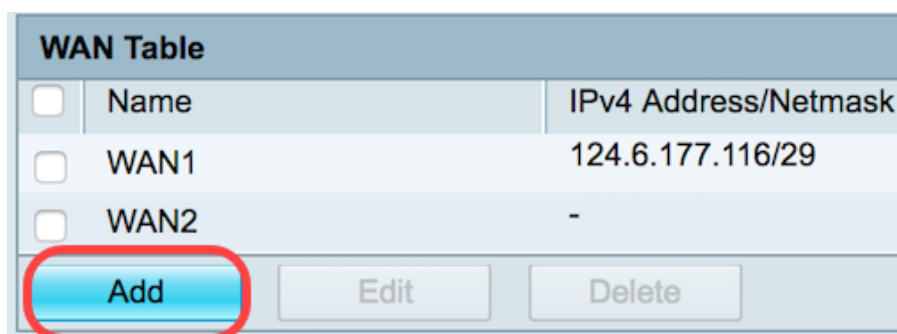 WAN Table
Name IPv4 Address/Netmask
WAN1 124.6.177.116/29
WAN2 -
Add Edit Delete